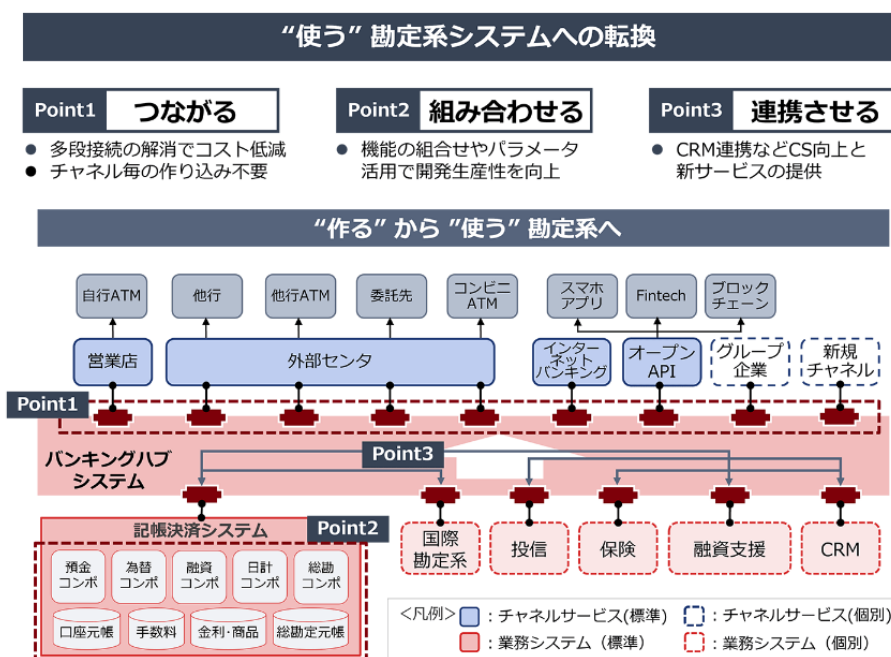 “使う” 勘定系システムへの転換
Point1 つながる
● 多段接続の解消でコスト低減
● チャネル毎の作り込み不要
Point2 組み合わせる
● 機能の組合せやパラメータ
活用で開発生産性を向上
Point3 連携させる
● CRM連携などCS向上と
新サービスの提供
“作る” から ”使う” 勘定系へ
自行ATM
他行
他行ATM
委託先
コンビニ
ATM
スマホ
アプリ
Fintech
ブロック
チェーン
営業店
外部センタ
インター
ネット
バンキング
オープン
API
グループ
企業
新規
チャネル
Point1
バンキングハブ
システム
Point3
記帳決済システム
Point2
預金
コンポ
為替
コンポ
融資
コンポ
日計
コンポ
総勘
コンポ
口座元帳
手数料
金利・商品
総勘定元帳
国際
勘定系
投信
保険
融資支援
CRM
<凡例>
：チャネルサービス(標準)
：チャネルサービス(個別)
：業務システム（標準）
：業務システム（個別）